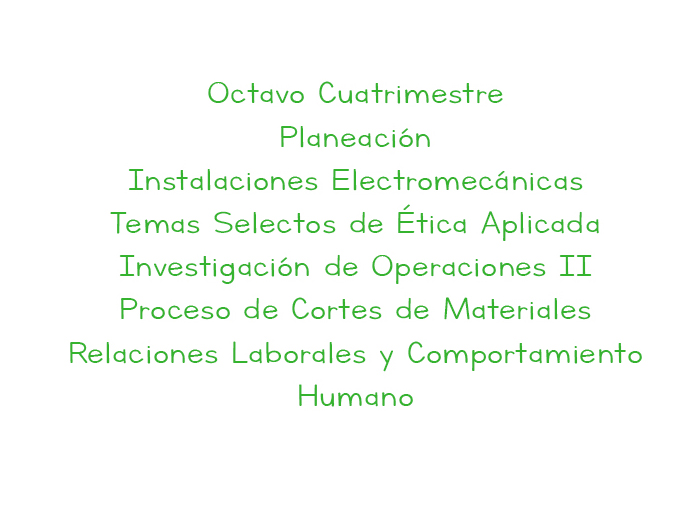 Octavo Cuatrimestre
Planeación
Instalaciones Electromecánicas
Temas Selectos de Ética Aplicada
Investigación de Operaciones II
Proceso de Cortes de Materiales
Relaciones Laborales y Comportamiento
Humano